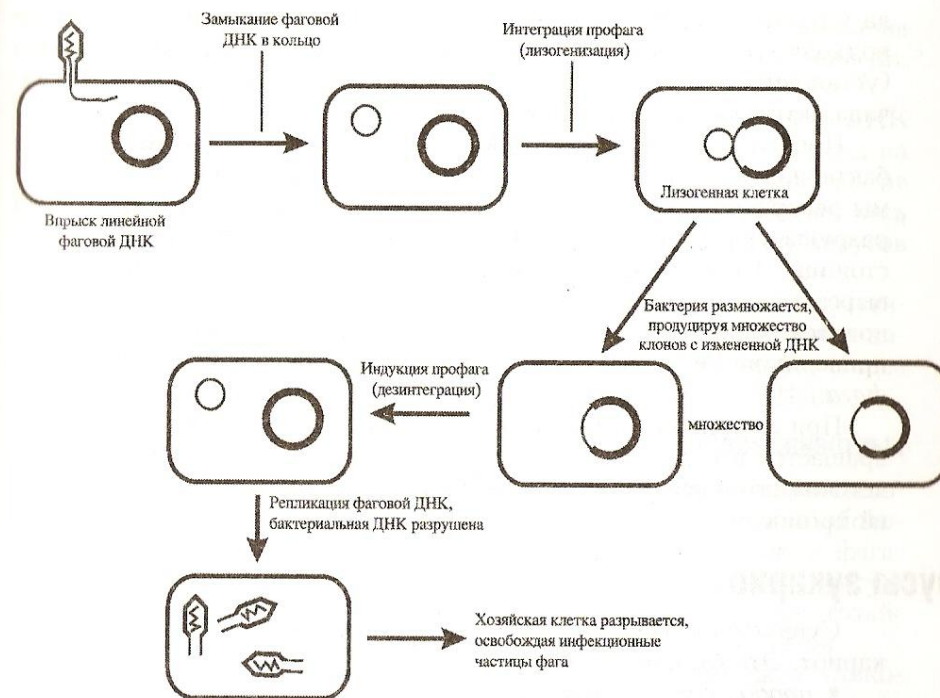 Замыкание фаговой
ДНК в кольцо
Интеграция профага
(лизогенизация)
Впрыск линейной
фаговой ДНК
Лизогенная клетка
Бактерия размножается,
продуцируя множество
клонов с измененной ДНК
Индукция профага
(дезинтеграция)
множество
Репликация фаговой ДНК,
бактериальная ДНК разрушена
Хозяйская клетка разрывается,
освобождая инфекционные
частицы фага